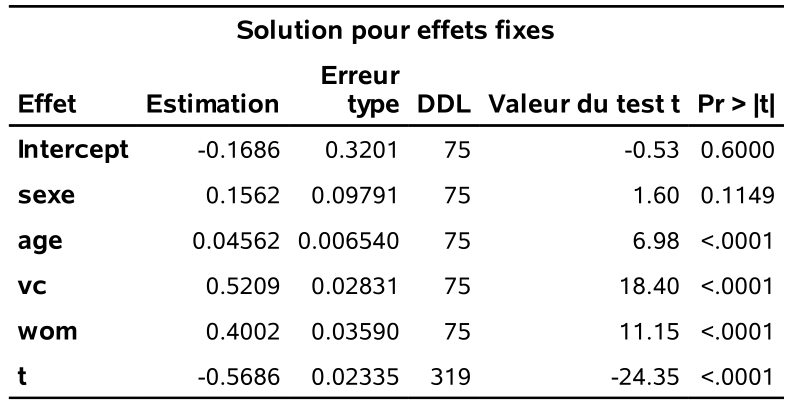 Solution pour effets fixes
Effet Estimation Erreur type DDL Valeur du test t Pr > |t|
Intercept -0.1686 0.3201 75 -0.53 0.6000
sexe 0.1562 0.09791 75 1.60 0.1149
age 0.04562 0.006540 75 6.98 <.0001
vc 0.5209 0.02831 75 18.40 <.0001
wom 0.4002 0.03590 75 11.15 <.0001
t -0.5686 0.02335 319 -24.35 <.0001